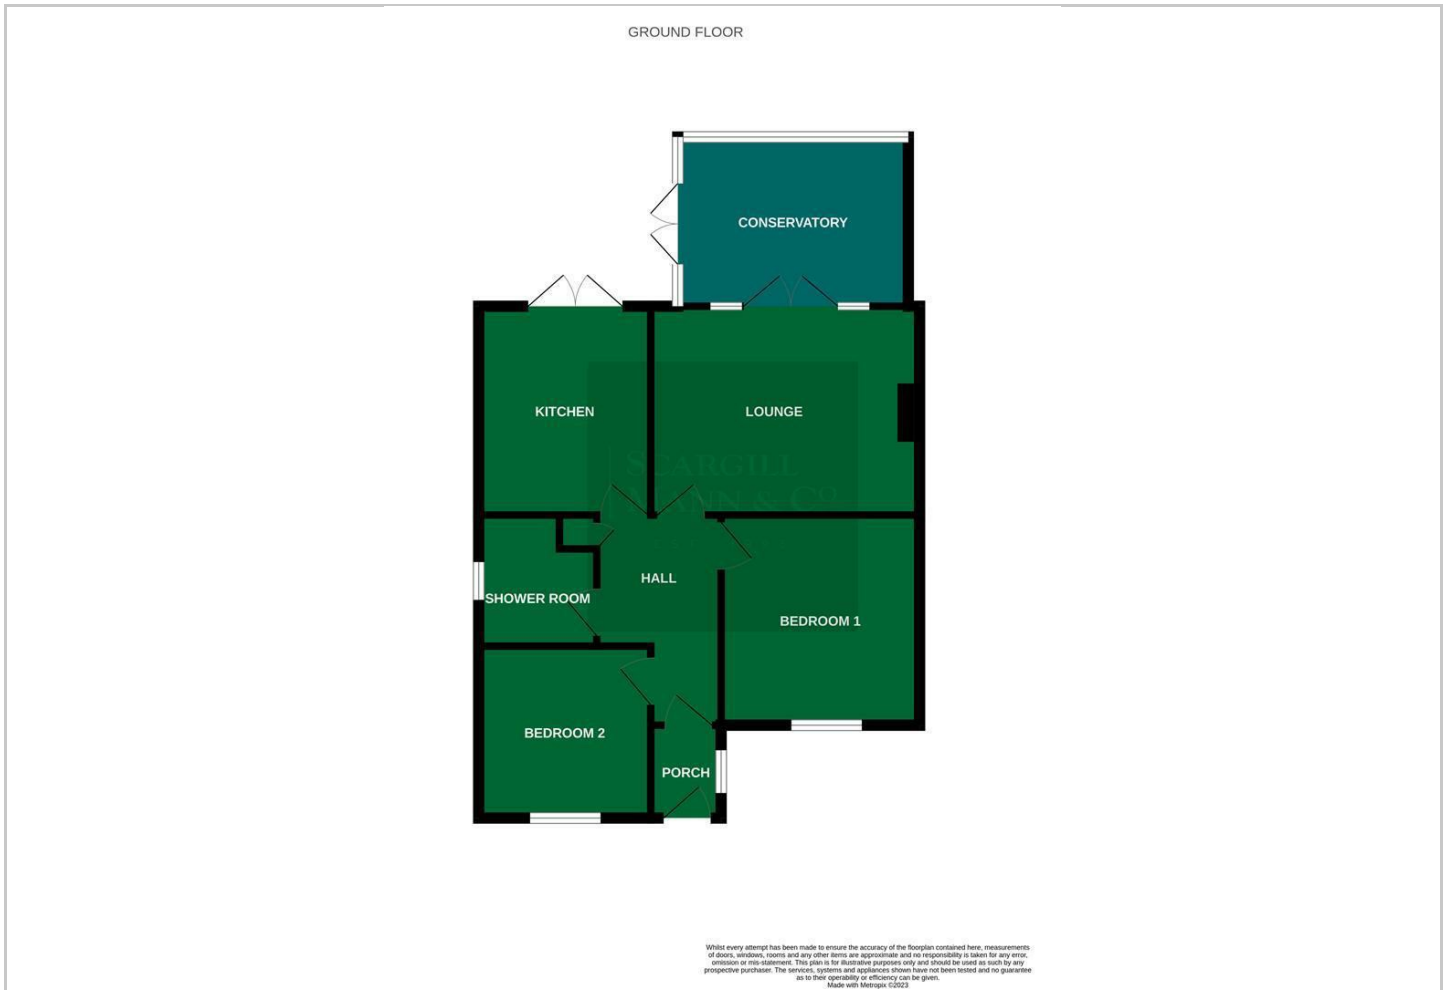 GROUND FLOOR
CONSERVATORY
KITCHEN
LOUNGE
SCARGILL
MANN & Co
HALL
SHOWER ROOM
BEDROOM 1
BEDROOM 2
PORCH
Whilst every attempt has been made to ensure the accuracy of the floorplan contained here, measurements
of doors, windows, rooms and any other items are approximate and no responsibility is taken for any error,
omission or mis-statement. This plan is for illustrative purposes only and should be used as such by any
prospective purchaser. The services, systems and appliances shown have not been tested and no guarantee
as to their operability or efficiency can be given.
Made with Metropix ©2023